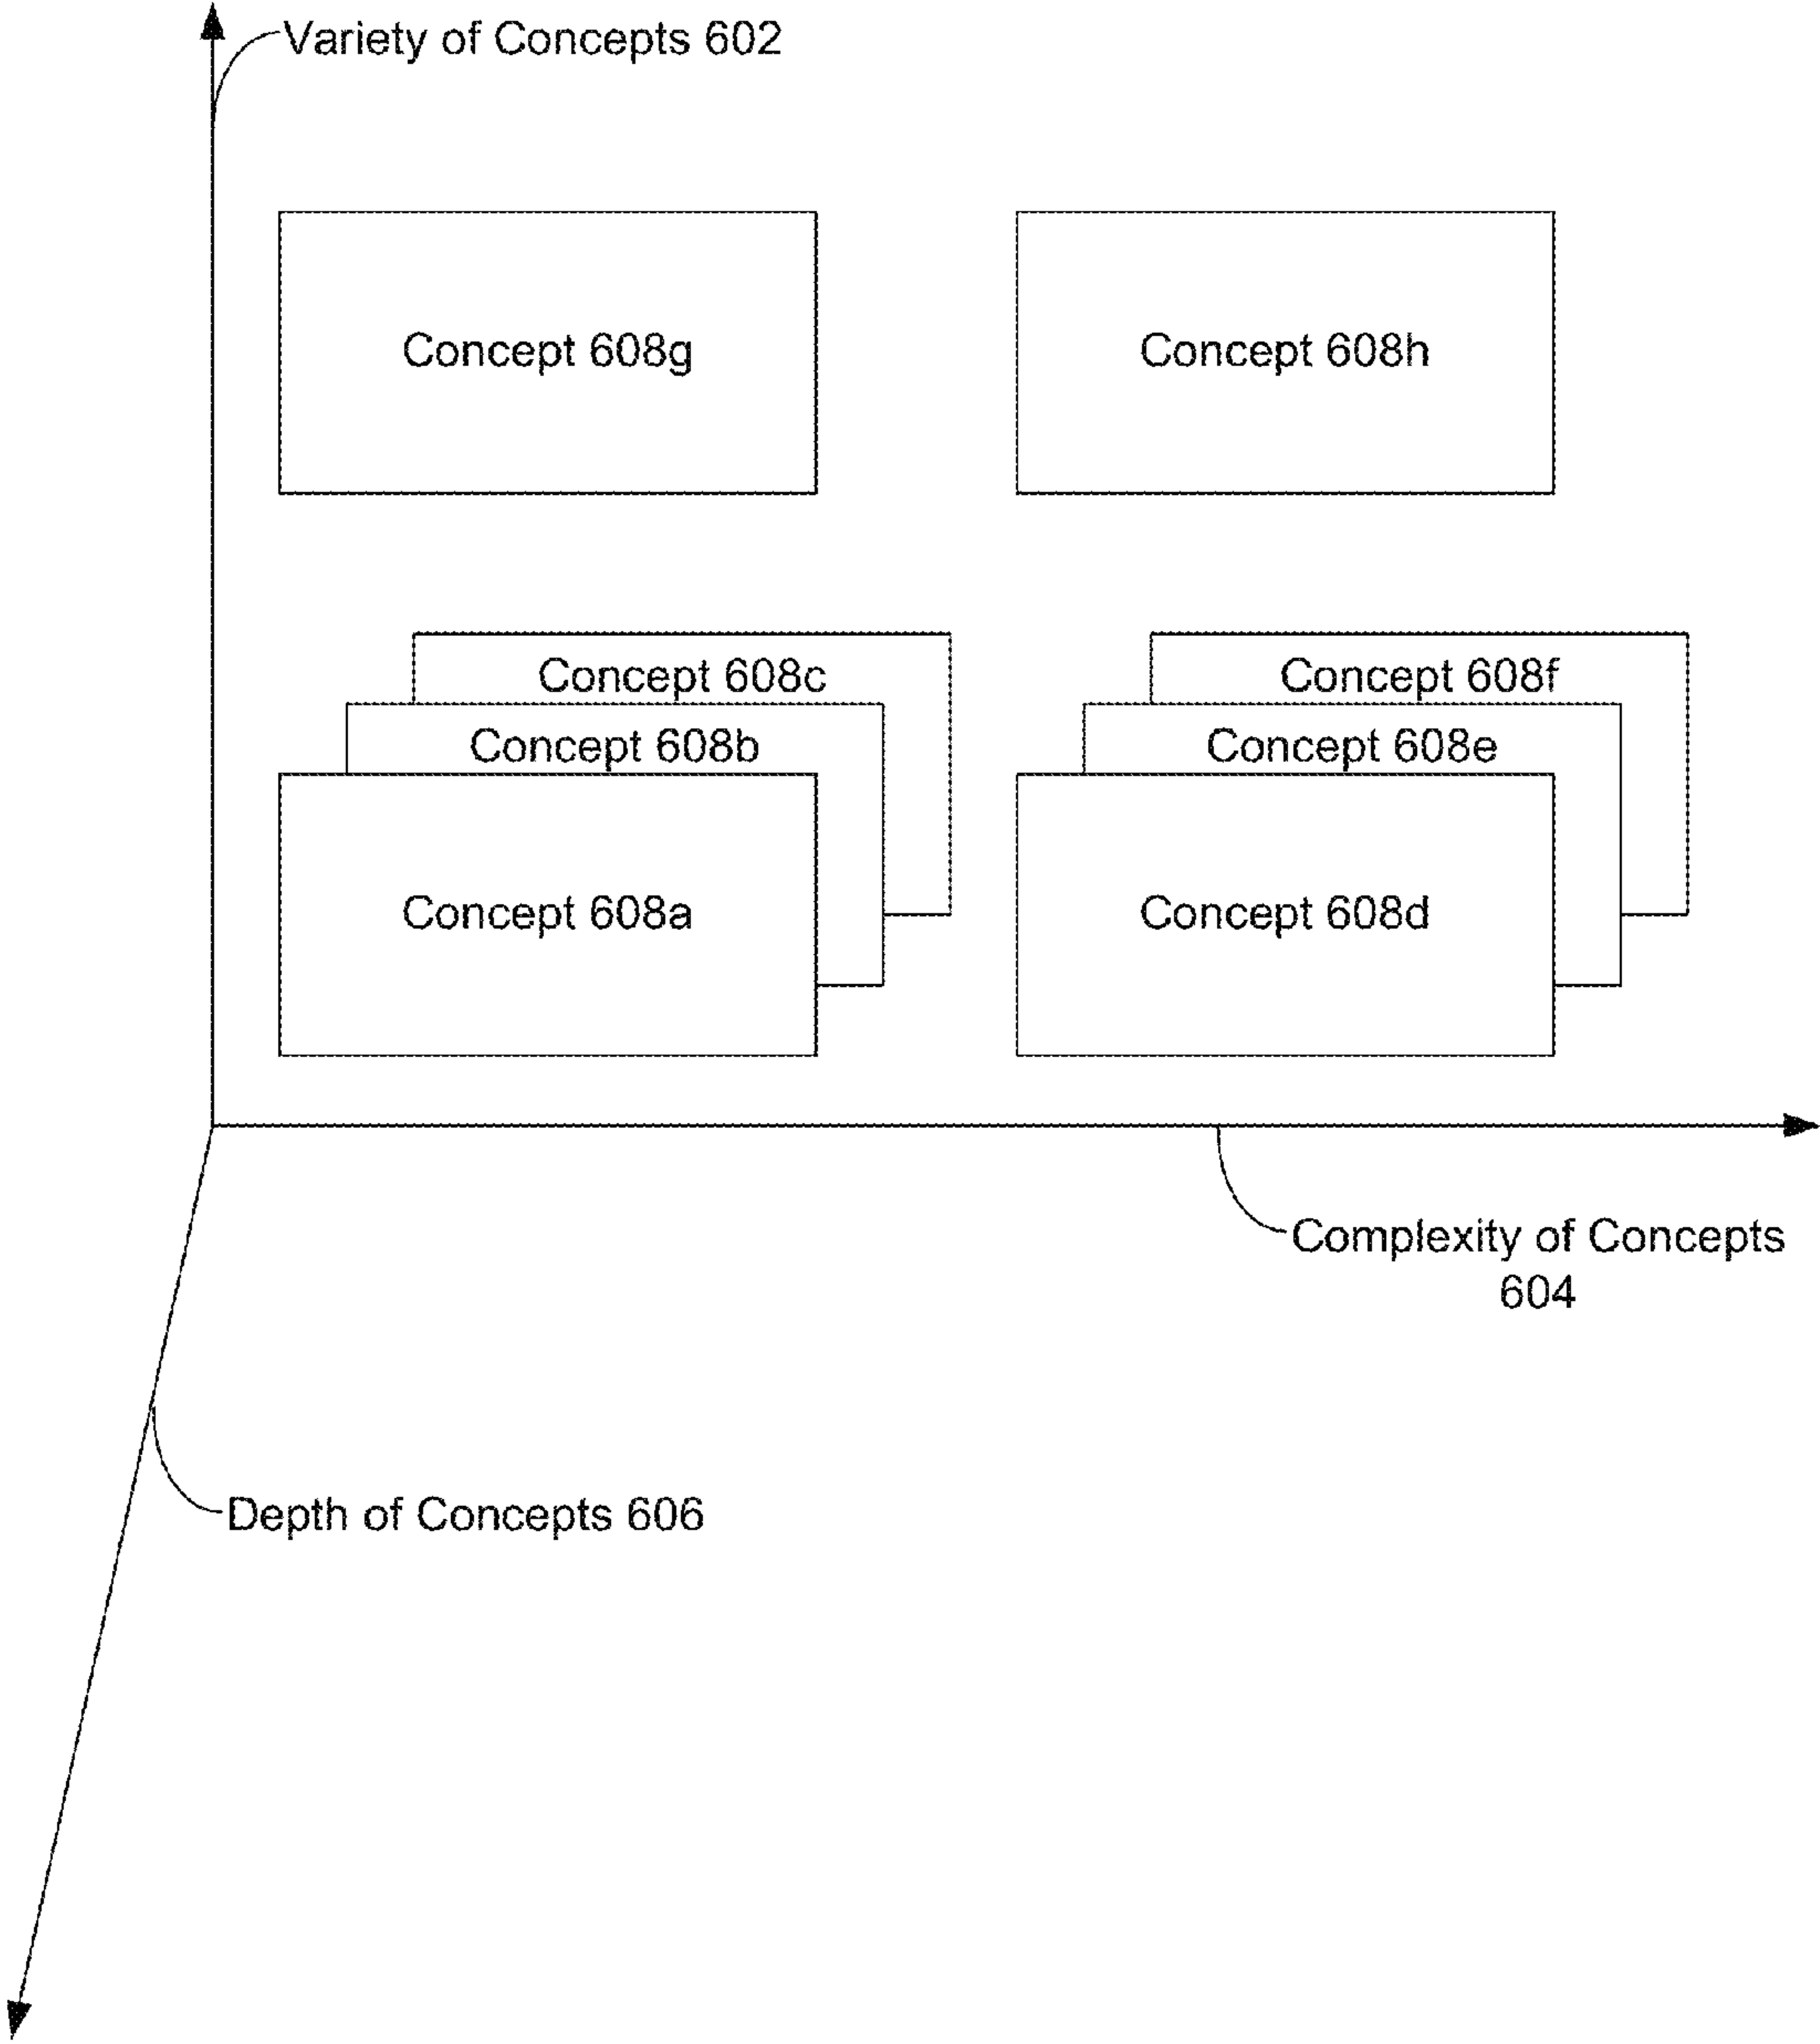 Variety of Concepts 602
Concept 608g
Concept 608h
Concept 608c
Concept 608f
Concept 608b
Concept 608e
Concept 608a
Concept 608d
Complexity of Concepts
604
Depth of Concepts 606